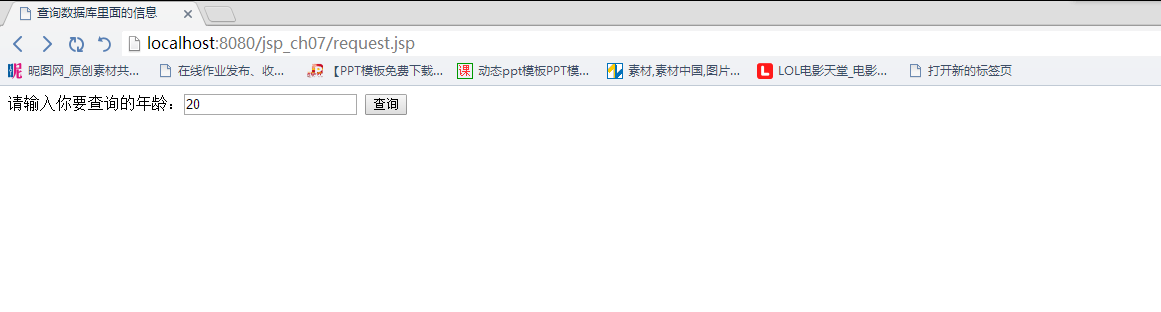 查询数据库里面的信息
localhost:8080/jsp_ch07/request.jsp
昵图网_原创素材共... 在线作业发布、收... 【PPT模板免费下载... 课 动态ppt模板PPT模... 素材,素材中国,图片... L LOL电影天堂_电影... 打开新的标签页
请输入你要查询的年龄：20 查询